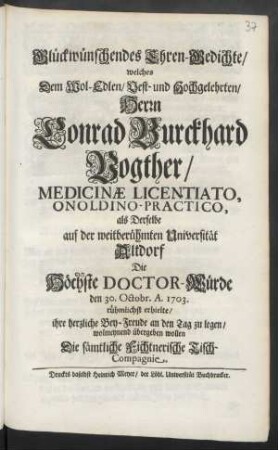 37
Glückwünschendes Ehren-Gedichte/
welches
Dem Wol-Edlen/ Vest- und Hochgelehrten/
Herrn
Conrad Burckhard
Vogther/
MEDICINÆ LICENTIATO,
ONOLDINO-PRACTICO,
als Derselbe
auf der weitberühmten Universität
Altdorf
Die
Höchste DOCTOR-Würde
den 30. Octobr. A. 1703.
rühmlichst erhielte/
ihre hertzliche Bey-Freude an den Tag zu legen/
wolmeynend übergeben wollen
Die sämtliche Fichtnerische Tisch-
Compagnie.
Druckts daselbst Heinrich Meyer/ der Löbl. Universität Buchdrucker.